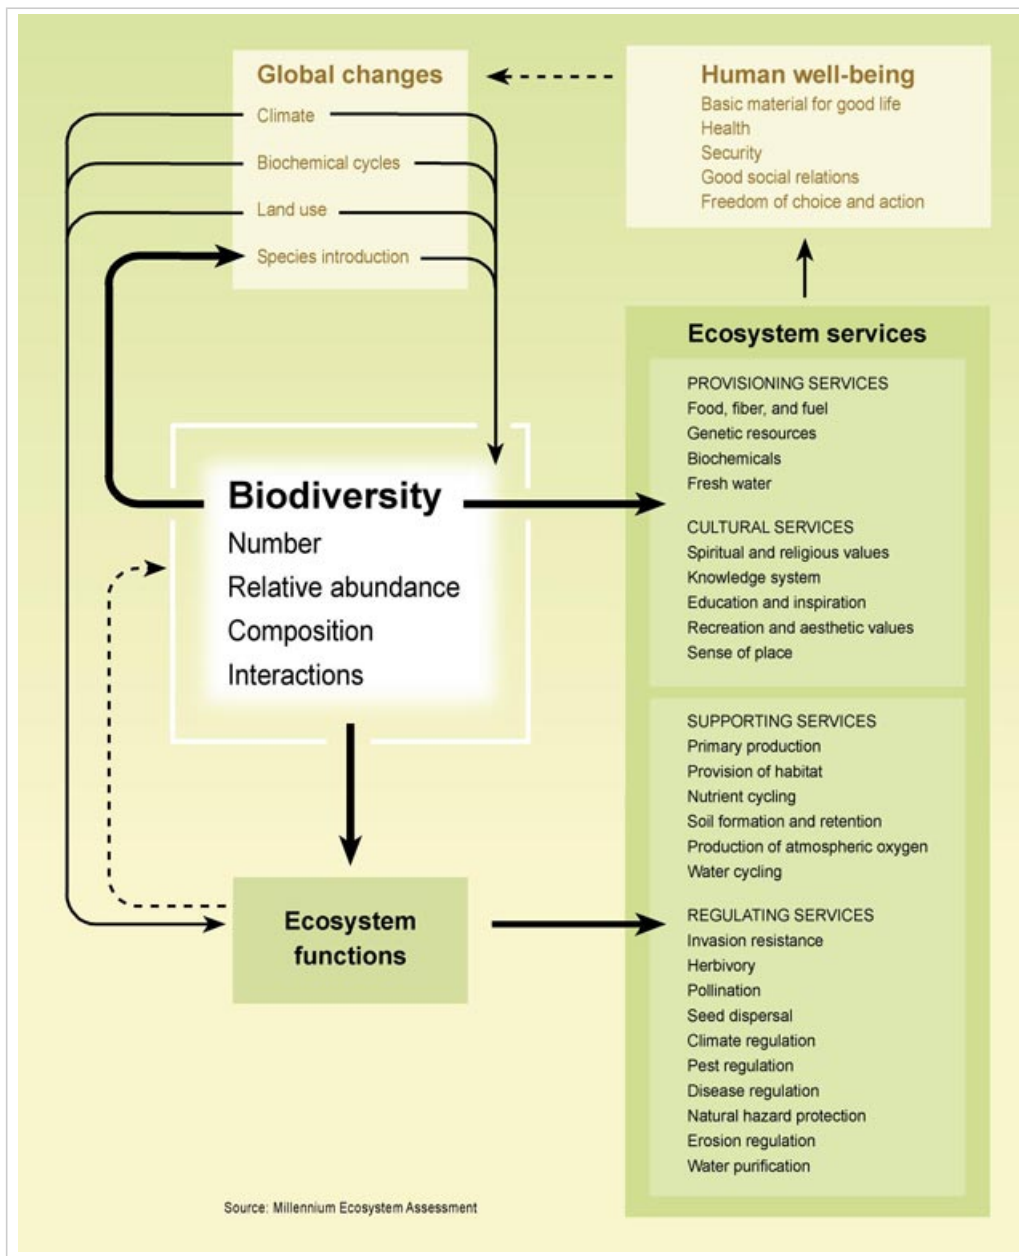 Global changes
Climate
Biochemical cycles
Land use
Species introduction
Human well-being
Basic material for good life
Health
Security
Good social relations
Freedom of choice and action
Biodiversity
Number
Relative abundance
Composition
Interactions
Ecosystem
functions
Ecosystem services
PROVISIONING SERVICES
Food, fiber, and fuel
Genetic resources
Biochemicals
Fresh water
CULTURAL SERVICES
Spiritual and religious values
Knowledge system
Education and inspiration
Recreation and aesthetic values
Sense of place
SUPPORTING SERVICES
Primary production
Provision of habitat
Nutrient cycling
Soil formation and retention
Production of atmospheric oxygen
Water cycling
REGULATING SERVICES
Invasion resistance
Herbivory
Pollination
Seed dispersal
Climate regulation
Pest regulation
Disease regulation
Natural hazard protection
Erosion regulation
Water purification
Source: Millennium Ecosystem Assessment